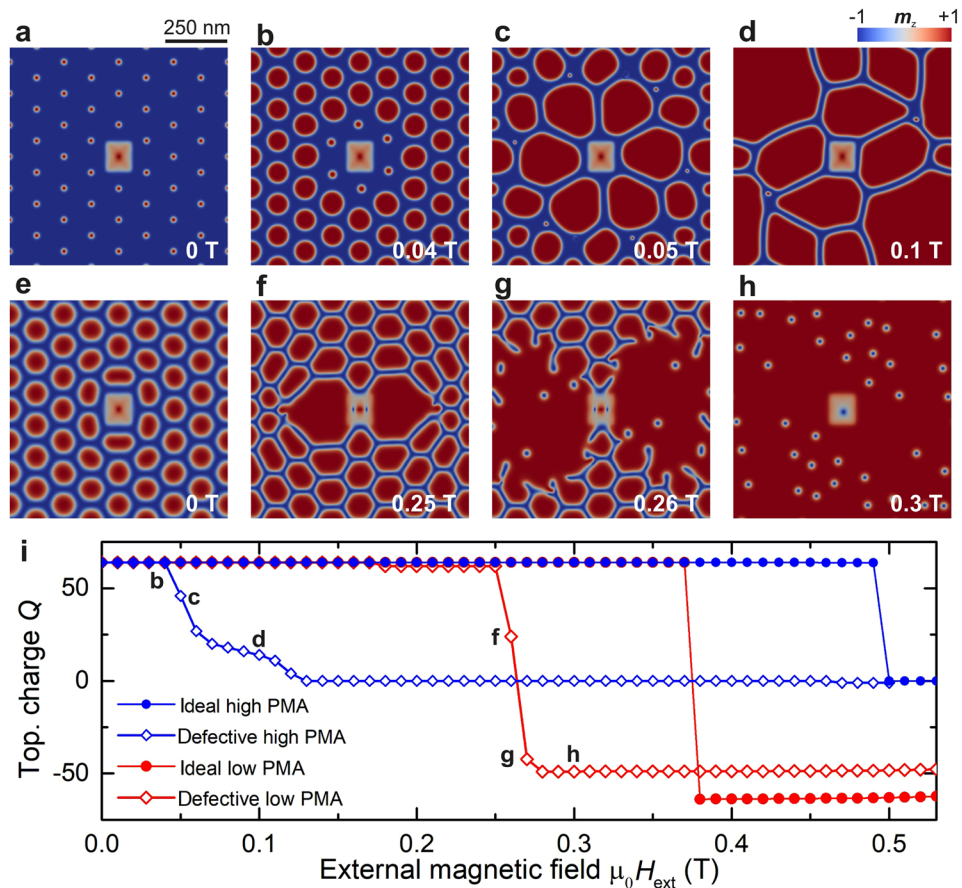 a
250 nm
b
c
d
-1 mz +1
0 T
0.04 T
0.05 T
0.1 T
e
f
g
h
0 T
0.25 T
0.26 T
0.3 T
i
Top. charge Q
50
0
-50
b
c
d
f
g
h
Ideal high PMA
Defective high PMA
Ideal low PMA
Defective low PMA
0.0 0.1 0.2 0.3 0.4 0.5
External magnetic field μ₀Hext (T)